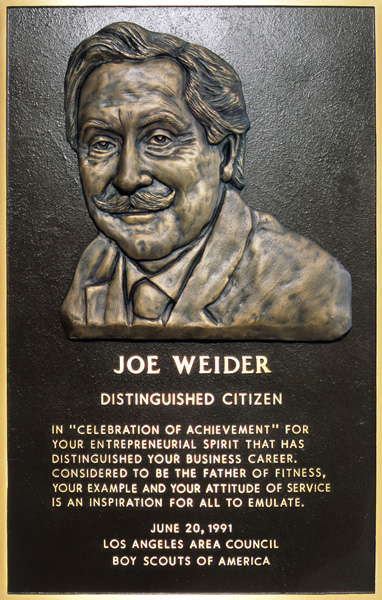 JOE WEIDER
DISTINGUISHED CITIZEN
IN "CELEBRATION OF ACHIEVEMENT" FOR
YOUR ENTREPRENEURIAL SPIRIT THAT HAS
DISTINGUISHED YOUR BUSINESS CAREER.
CONSIDERED TO BE THE FATHER OF FITNESS,
YOUR EXAMPLE AND YOUR ATTITUDE OF SERVICE
IS AN INSPIRATION FOR ALL TO EMULATE.
JUNE 20, 1991
LOS ANGELES AREA COUNCIL
BOY SCOUTS OF AMERICA